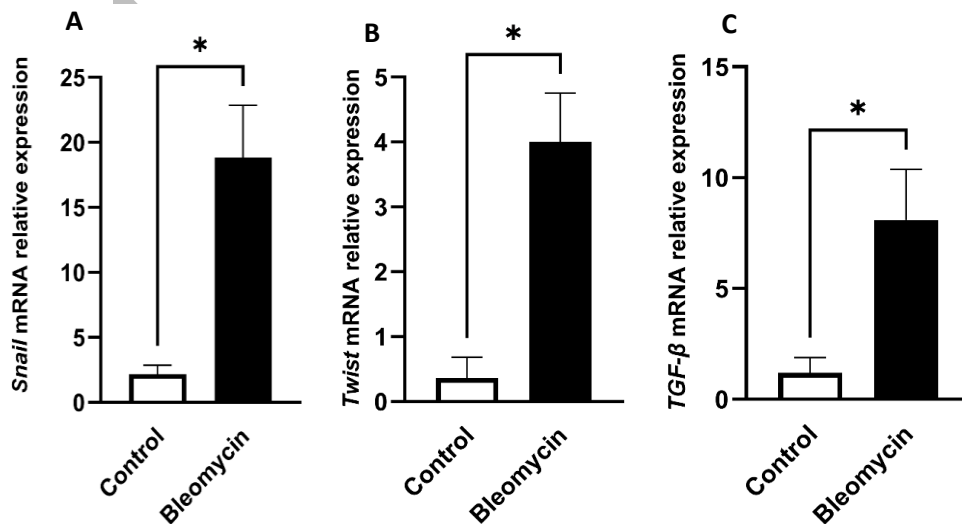 A
Snail mRNA relative expression
25
20
15
10
5
0
*
Control
Bleomycin
B
Twist mRNA relative expression
5
4
3
2
1
0
*
Control
Bleomycin
C
TGF-β mRNA relative expression
15
10
5
0
*
Control
Bleomycin